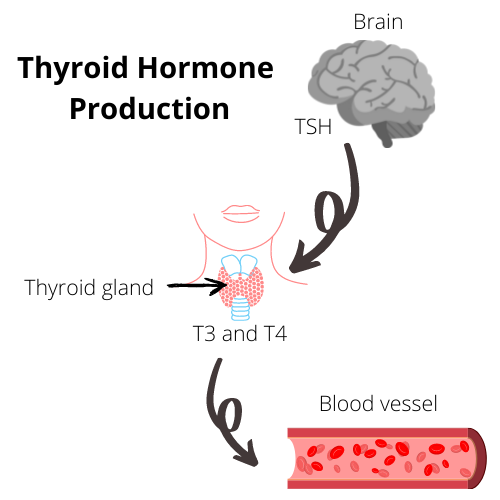 Brain
Thyroid Hormone
Production
TSH
Thyroid gland
T3 and T4
Blood vessel